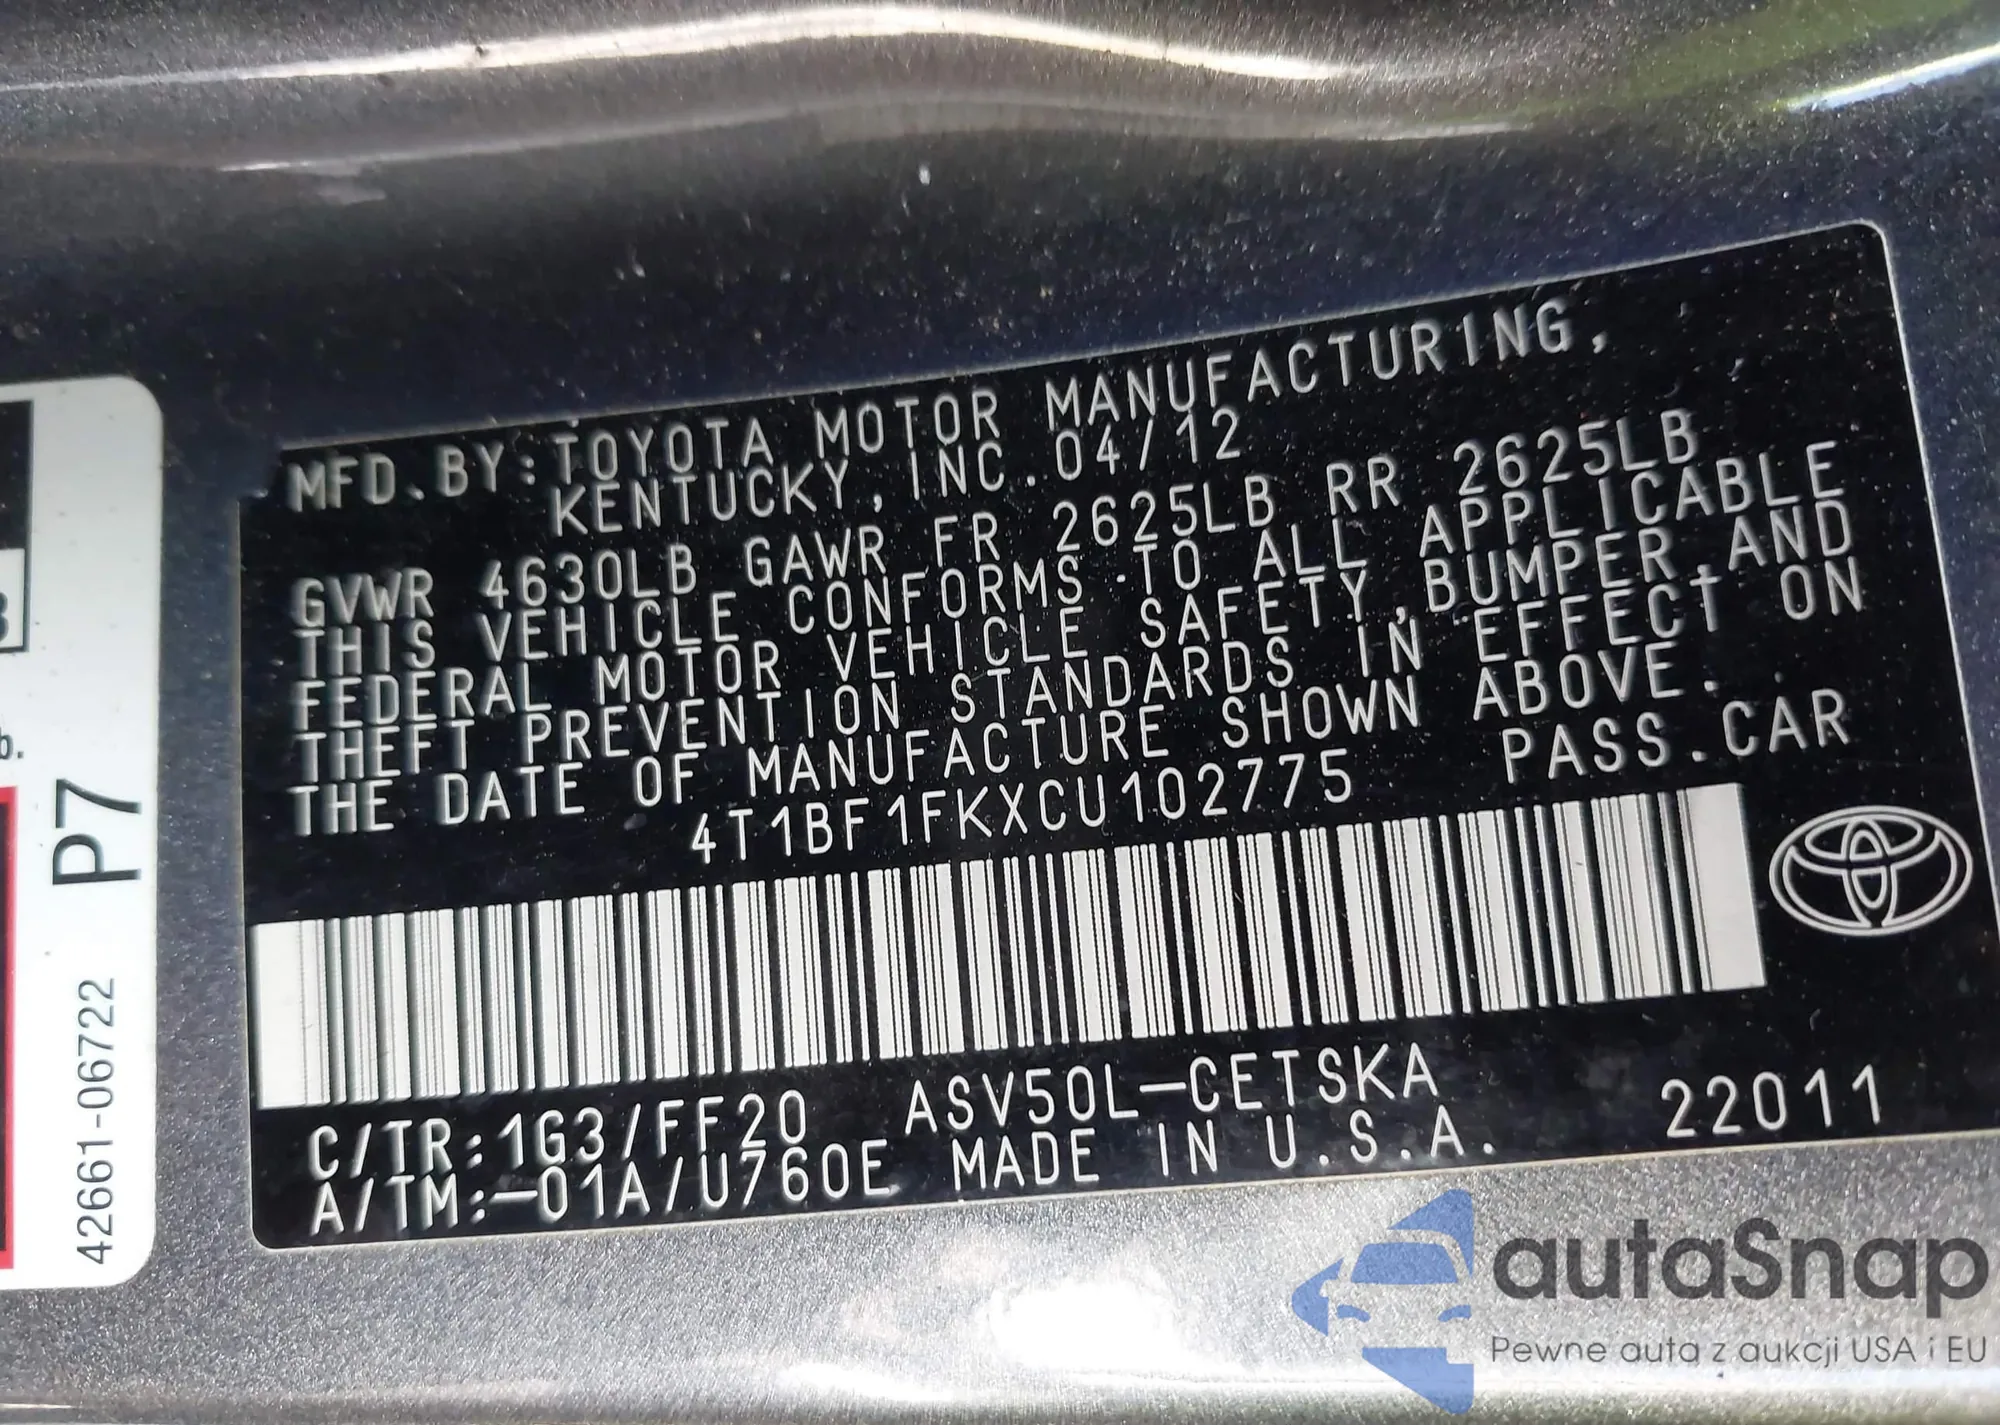 MFD. BY: TOYOTA MOTOR MANUFACTURING,
KENTUCKY, INC. 04/12
GVWR 4630LB GAWR FR 2625LB RR 2625LB
THIS VEHICLE CONFORMS TO ALL APPLICABLE
FEDERAL MOTOR VEHICLE SAFETY, BUMPER AND
THEFT PREVENTION STANDARDS IN EFFECT ON
THE DATE OF MANUFACTURE SHOWN ABOVE.
4T1BF1FKXCU102775 PASS. CAR
C/TR: 1G3/FF20 ASV50L-CETSKA
A/TM: -01A/U760E MADE IN U.S.A. 22011
P7
42661-06722
autaSnap
Pewne auta z aukcji USA i EU